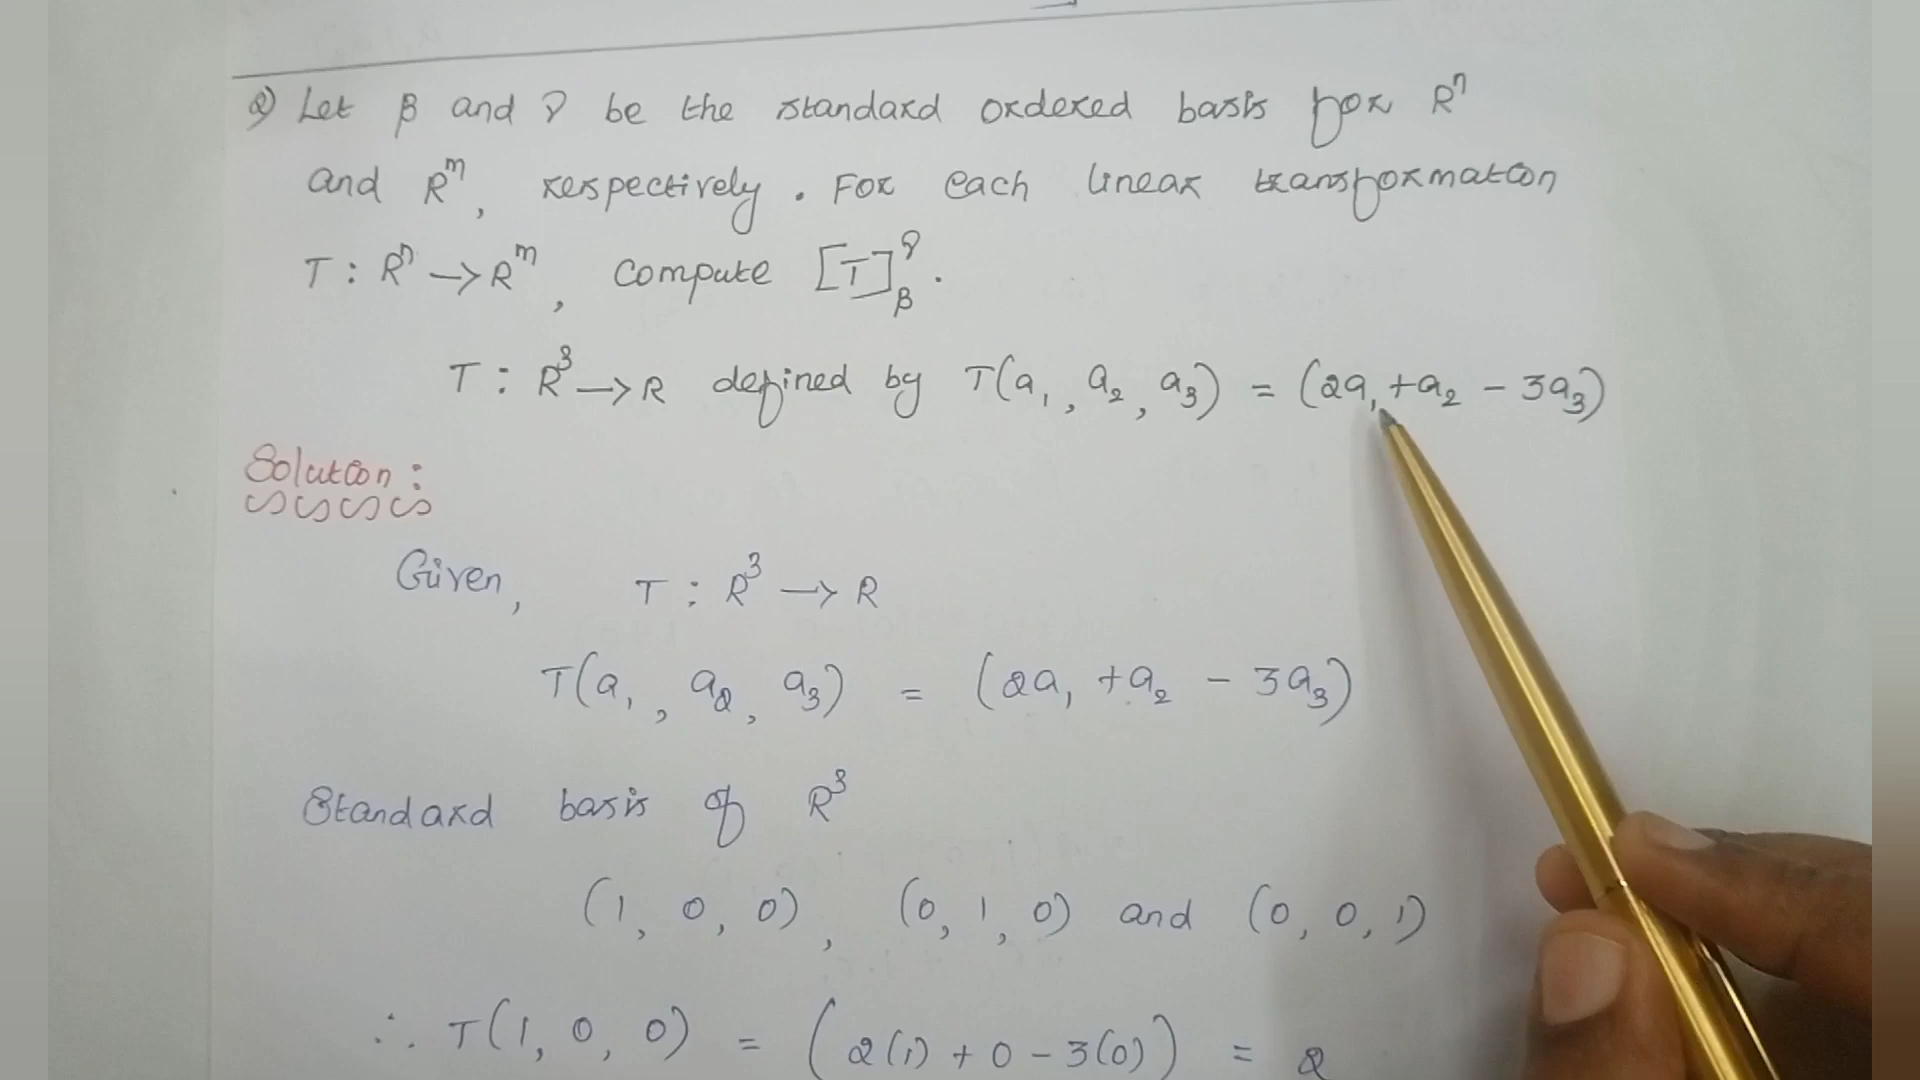 Q) Let β and γ be the standard ordered basis for Rⁿ
and Rᵐ, respectively. For each linear transformation
T : Rⁿ → Rᵐ, compute [T]ᵞᵦ.
T : R³ → R defined by T(a₁, a₂, a₃) = (2a₁ + a₂ - 3a₃)
Solution :
Given, T : R³ → R
T(a₁, a₂, a₃) = (2a₁ + a₂ - 3a₃)
Standard basis of R³
(1, 0, 0), (0, 1, 0) and (0, 0, 1)
∴ T(1, 0, 0) = (2(1) + 0 - 3(0)) = 2